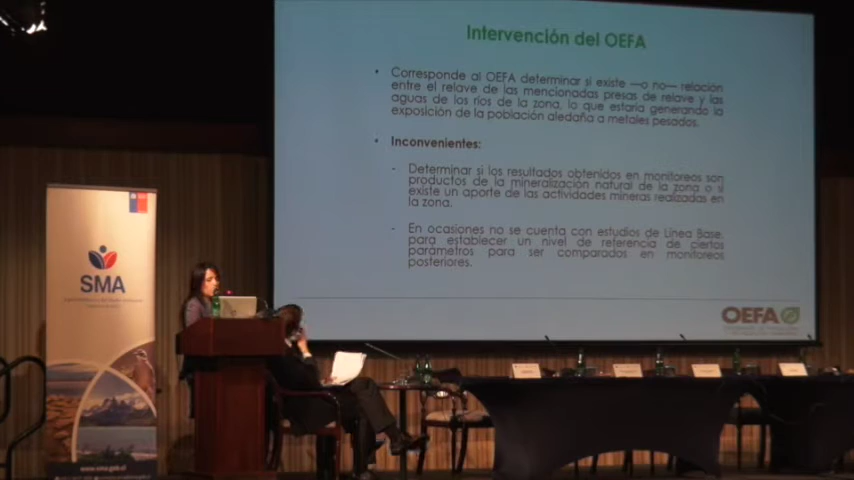 Intervención del OEFA
• Corresponde al OEFA determinar si existe —o no— relación
entre el relave de las mencionadas presas de relave y las
aguas de los ríos de la zona, lo que estaría generando la
exposición de la población aledaña a metales pesados.
• Inconvenientes:
- Determinar si los resultados obtenidos en monitoreos son
productos de la mineralización natural de la zona o si
existe un aporte de las actividades mineras realizadas en
la zona.
- En ocasiones no se cuenta con estudios de Línea Base,
para establecer un nivel de referencia de ciertos
parámetros para ser comparados en monitoreos
posteriores.
OEFA
SMA
www.sma.gob.cl